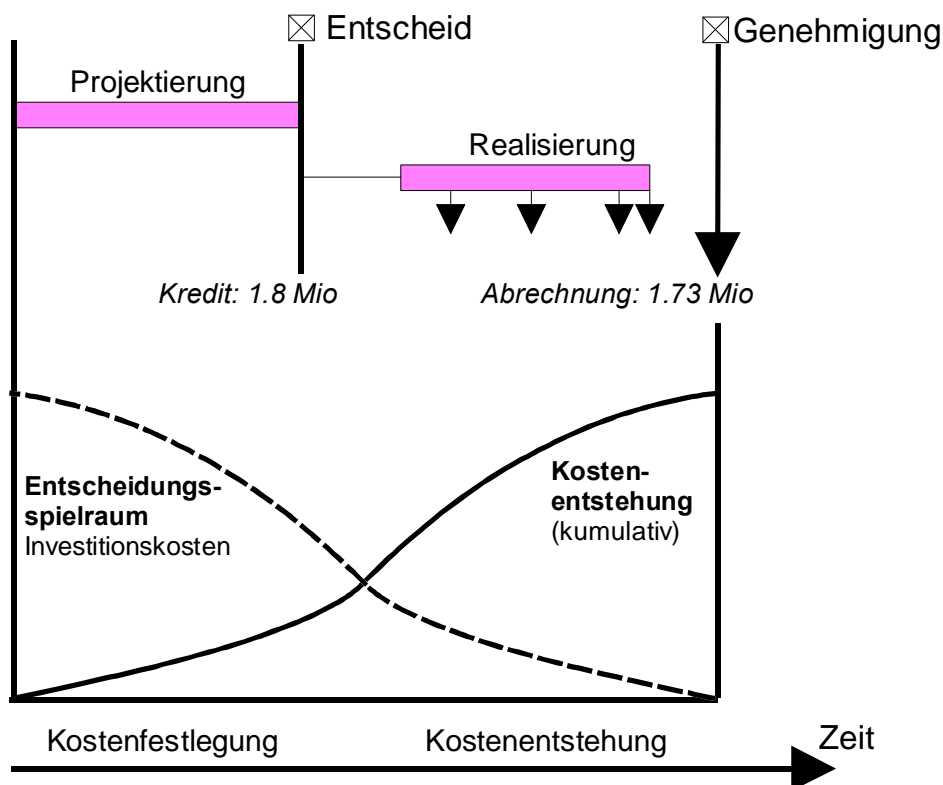 Entscheid
Genehmigung
Projektierung
Realisierung
Kredit: 1.8 Mio
Abrechnung: 1.73 Mio
Entscheidungs-
spielraum
Investitionskosten
Kosten-
entstehung
(kumulativ)
Kostenfestlegung
Kostenentstehung
Zeit